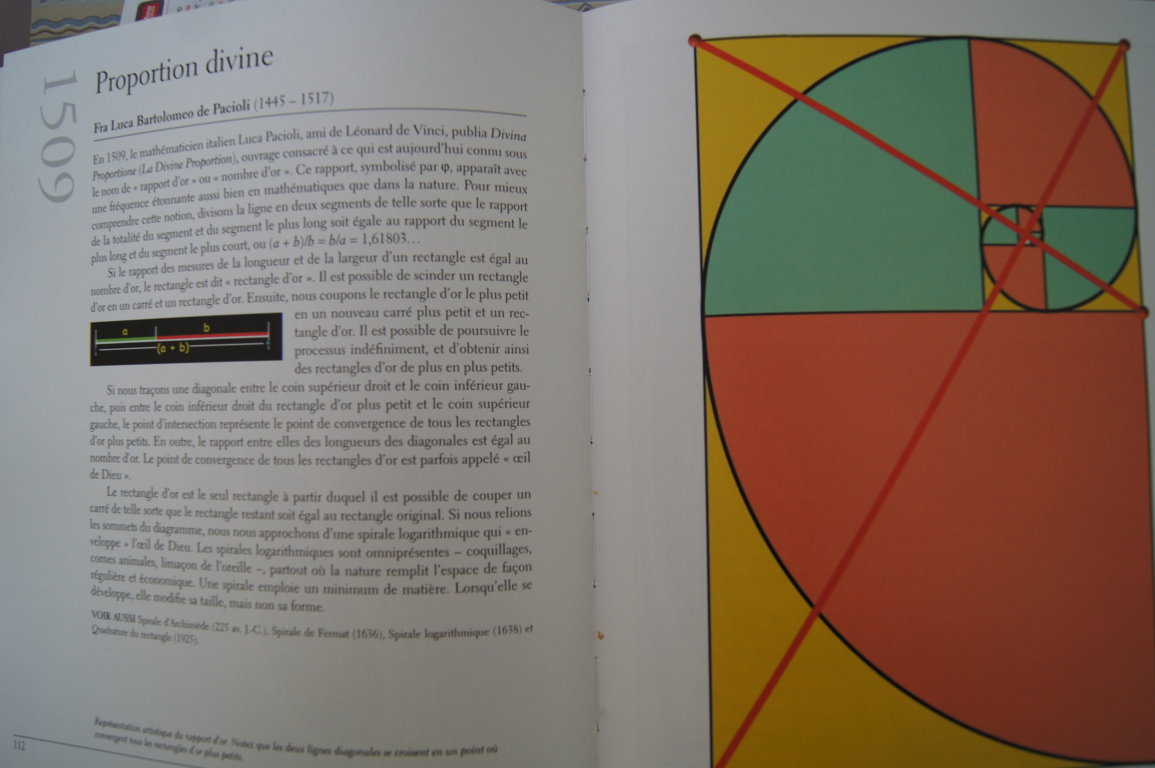 1509
Proportion divine
Fra Luca Bartolomeo de Pacioli (1445 – 1517)
En 1509, le mathématicien italien Luca Pacioli, ami de Léonard de Vinci, publia Divina
Proportione (La Divine Proportion), ouvrage consacré à ce qui est aujourd'hui connu sous
le nom de « rapport d'or » ou « nombre d'or ». Ce rapport, symbolisé par φ, apparaît avec
une fréquence étonnante aussi bien en mathématiques que dans la nature. Pour mieux
comprendre cette notion, divisons la ligne en deux segments de telle sorte que le rapport
de la totalité du segment et du segment le plus long soit égale au rapport du segment le
plus long et du segment le plus court, ou (a + b)/b = b/a = 1,61803…
Si le rapport des mesures de la longueur et de la largeur d'un rectangle est égal au
nombre d'or, le rectangle est dit « rectangle d'or ». Il est possible de scinder un rectangle
d'or en un carré et un rectangle d'or. Ensuite, nous coupons le rectangle d'or le plus petit
en un nouveau carré plus petit et un rec-
tangle d'or. Il est possible de poursuivre le
processus indéfiniment, et d'obtenir ainsi
des rectangles d'or de plus en plus petits.
a b
(a + b)
Si nous traçons une diagonale entre le coin supérieur droit et le coin inférieur gau-
che, puis entre le coin inférieur droit du rectangle d'or plus petit et le coin supérieur
gauche, le point d'intersection représente le point de convergence de tous les rectangles
d'or plus petits. En outre, le rapport entre elles des longueurs des diagonales est égal au
nombre d'or. Le point de convergence de tous les rectangles d'or est parfois appelé « œil
de Dieu ».
Le rectangle d'or est le seul rectangle à partir duquel il est possible de couper un
carré de telle sorte que le rectangle restant soit égal au rectangle original. Si nous relions
les sommets du diagramme, nous nous approchons d'une spirale logarithmique qui « en-
veloppe » l'œil de Dieu. Les spirales logarithmiques sont omniprésentes – coquillages,
cornes animales, limaçon de l'oreille –, partout où la nature remplit l'espace de façon
régulière et économique. Une spirale emploie un minimum de matière. Lorsqu'elle se
développe, elle modifie sa taille, mais non sa forme.
VOIR AUSSI Spirale d'Archimède (225 av. J.-C.), Spirale de Fermat (1636), Spirale logarithmique (1638) et
Quadrature du rectangle (1925).
Représentation artistique du rapport d'or. Notez que les deux lignes diagonales se croisent en un point où
convergent tous les rectangles d'or plus petits.
112